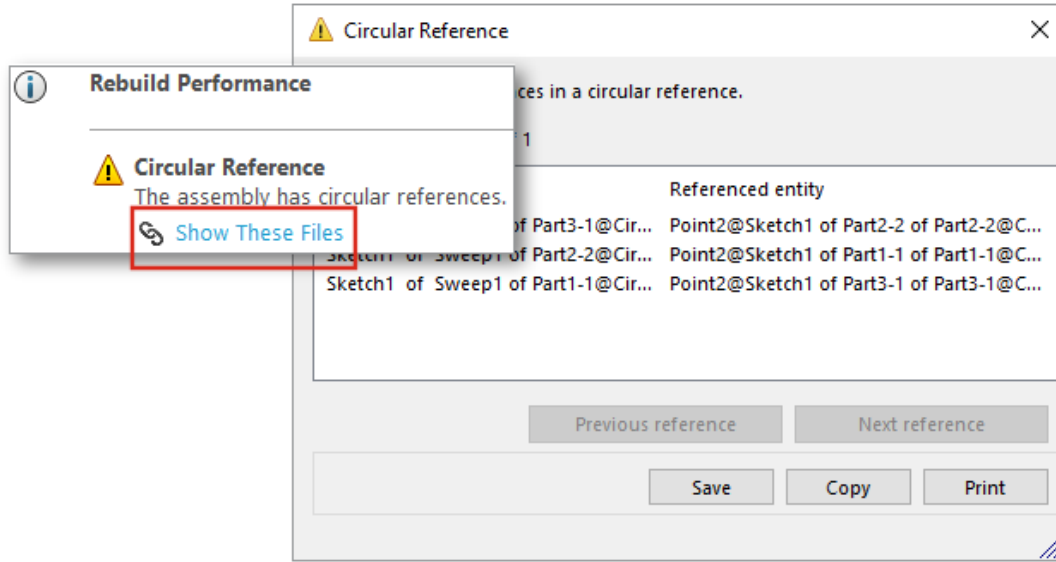 Circular Reference
Rebuild Performance
in a circular reference.
1
Circular Reference
The assembly has circular references.
Show These Files
Referenced entity
of Part3-1@Cir... Point2@Sketch1 of Part2-2 of Part2-2@C...
Sketch1 of Sweep1 of Part2-2@Cir... Point2@Sketch1 of Part1-1 of Part1-1@C...
Sketch1 of Sweep1 of Part1-1@Cir... Point2@Sketch1 of Part3-1 of Part3-1@C...
Previous reference
Next reference
Save
Copy
Print